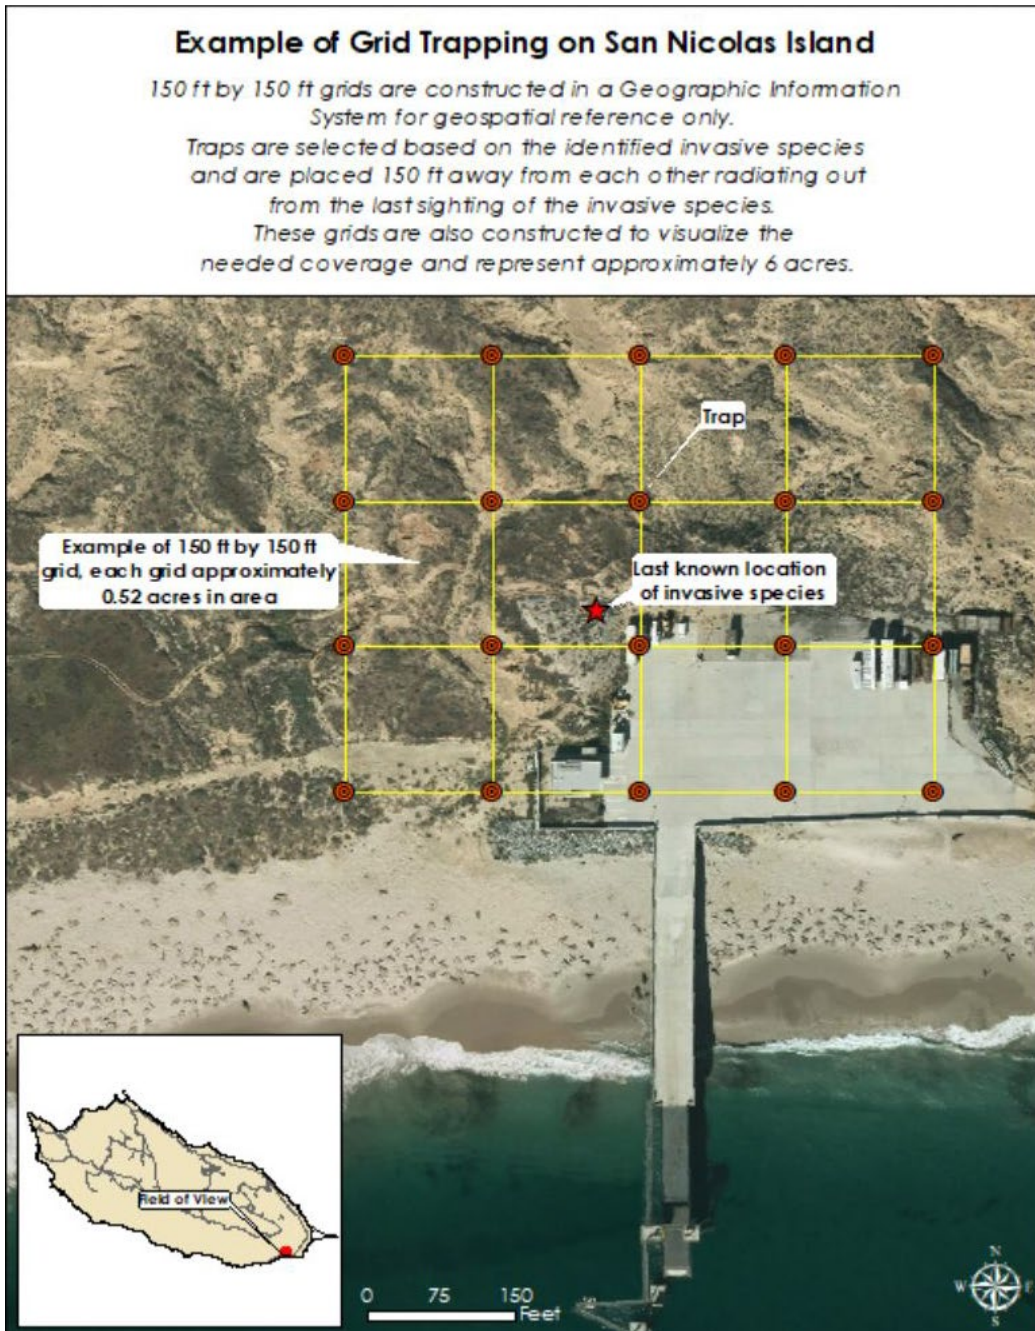 Example of Grid Trapping on San Nicolas Island
150 ft by 150 ft grids are constructed in a Geographic Information
System for geospatial reference only.
Traps are selected based on the identified invasive species
and are placed 150 ft away from each other radiating out
from the last sighting of the invasive species.
These grids are also constructed to visualize the
needed coverage and represent approximately 6 acres.
Trap
Example of 150 ft by 150 ft
grid, each grid approximately
0.52 acres in area
Last known location
of invasive species
Field of View
0 75 150
Feet
N
W E
S